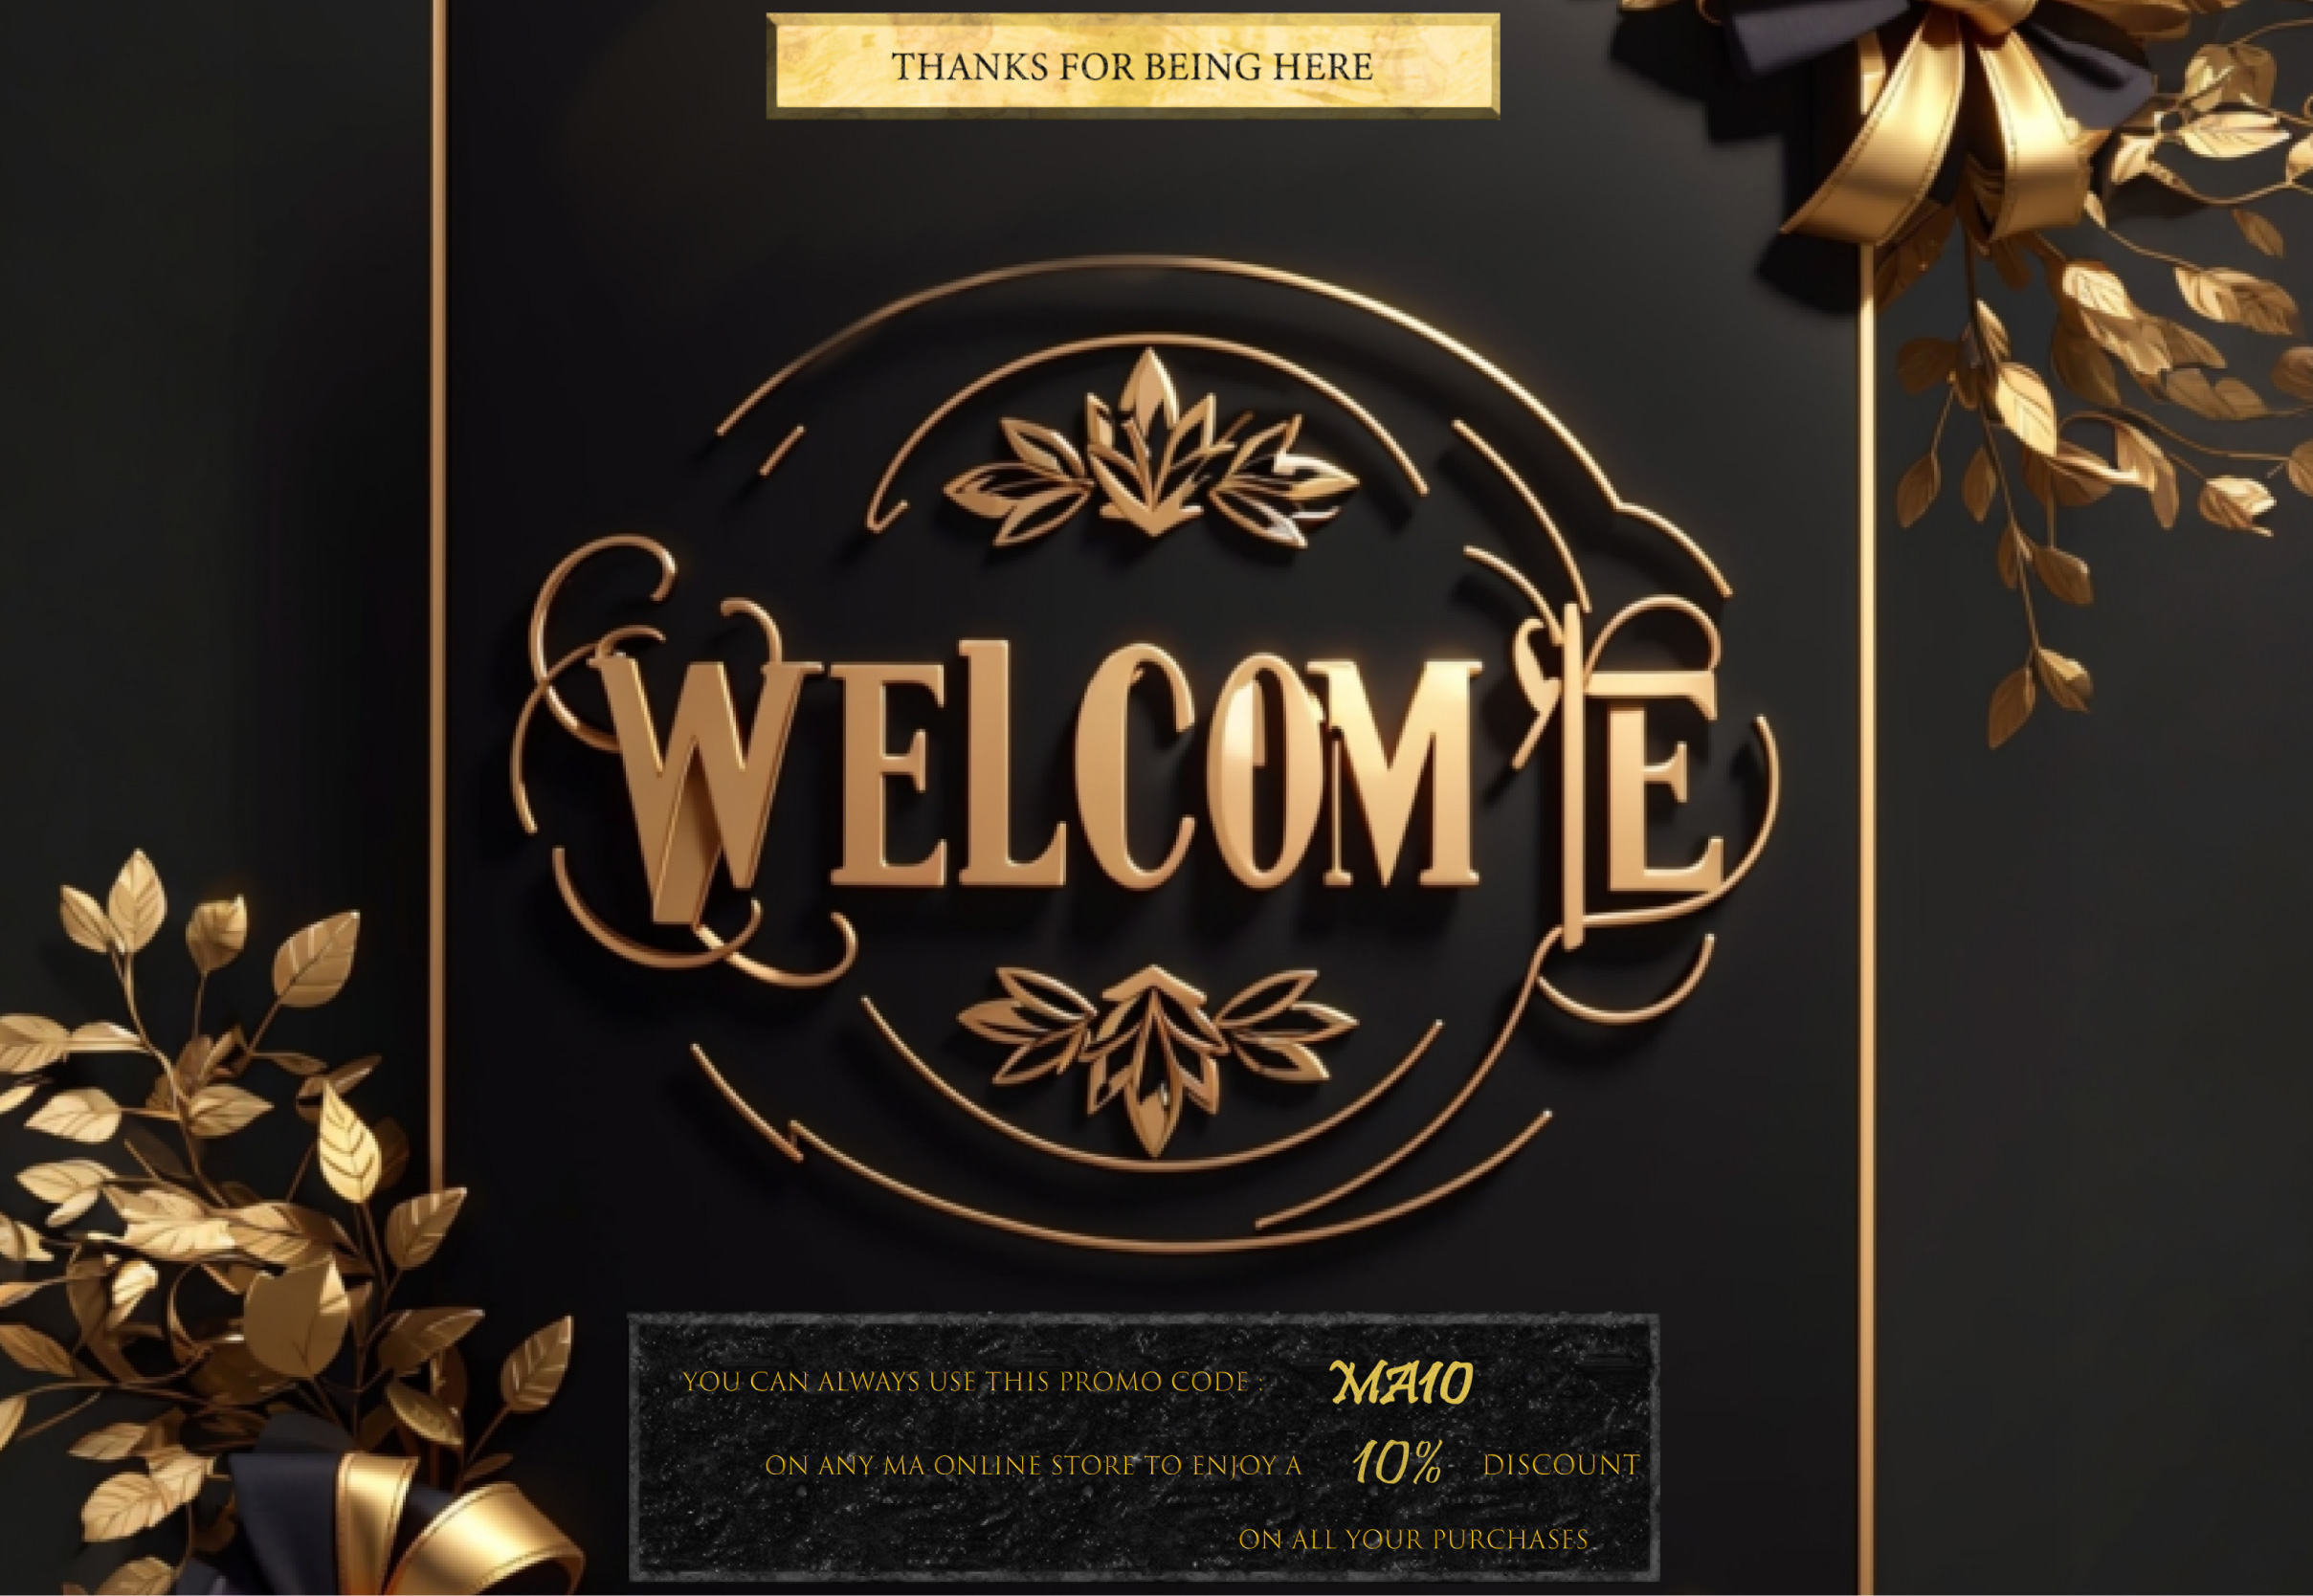 THANKS FOR BEING HERE
WELCOM'E
YOU CAN ALWAYS USE THIS PROMO CODE : MA10
ON ANY MA ONLINE STORE TO ENJOY A 10% DISCOUNT
ON ALL YOUR PURCHASES